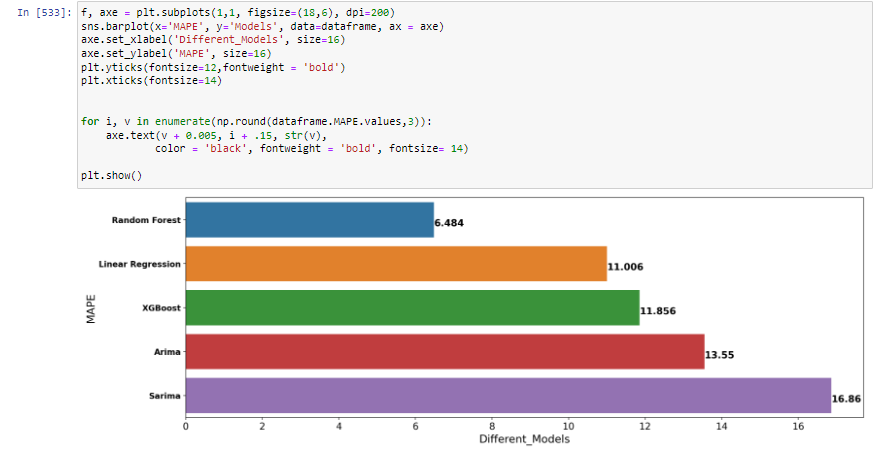 In [533]: f, axe = plt.subplots(1,1, figsize=(18,6), dpi=200)
sns.barplot(x='MAPE', y='Models', data=dataframe, ax = axe)
axe.set_xlabel('Different_Models', size=16)
axe.set_ylabel('MAPE', size=16)
plt.yticks(fontsize=12,fontweight = 'bold')
plt.xticks(fontsize=14)
for i, v in enumerate(np.round(dataframe.MAPE.values,3)):
axe.text(v + 0.005, i + .15, str(v),
color = 'black', fontweight = 'bold', fontsize= 14)
plt.show()
Random Forest 6.484
Linear Regression 11.006
XGBoost 11.856
MAPE
Arima 13.55
Sarima 16.86
0 2 4 6 8 10 12 14 16
Different_Models